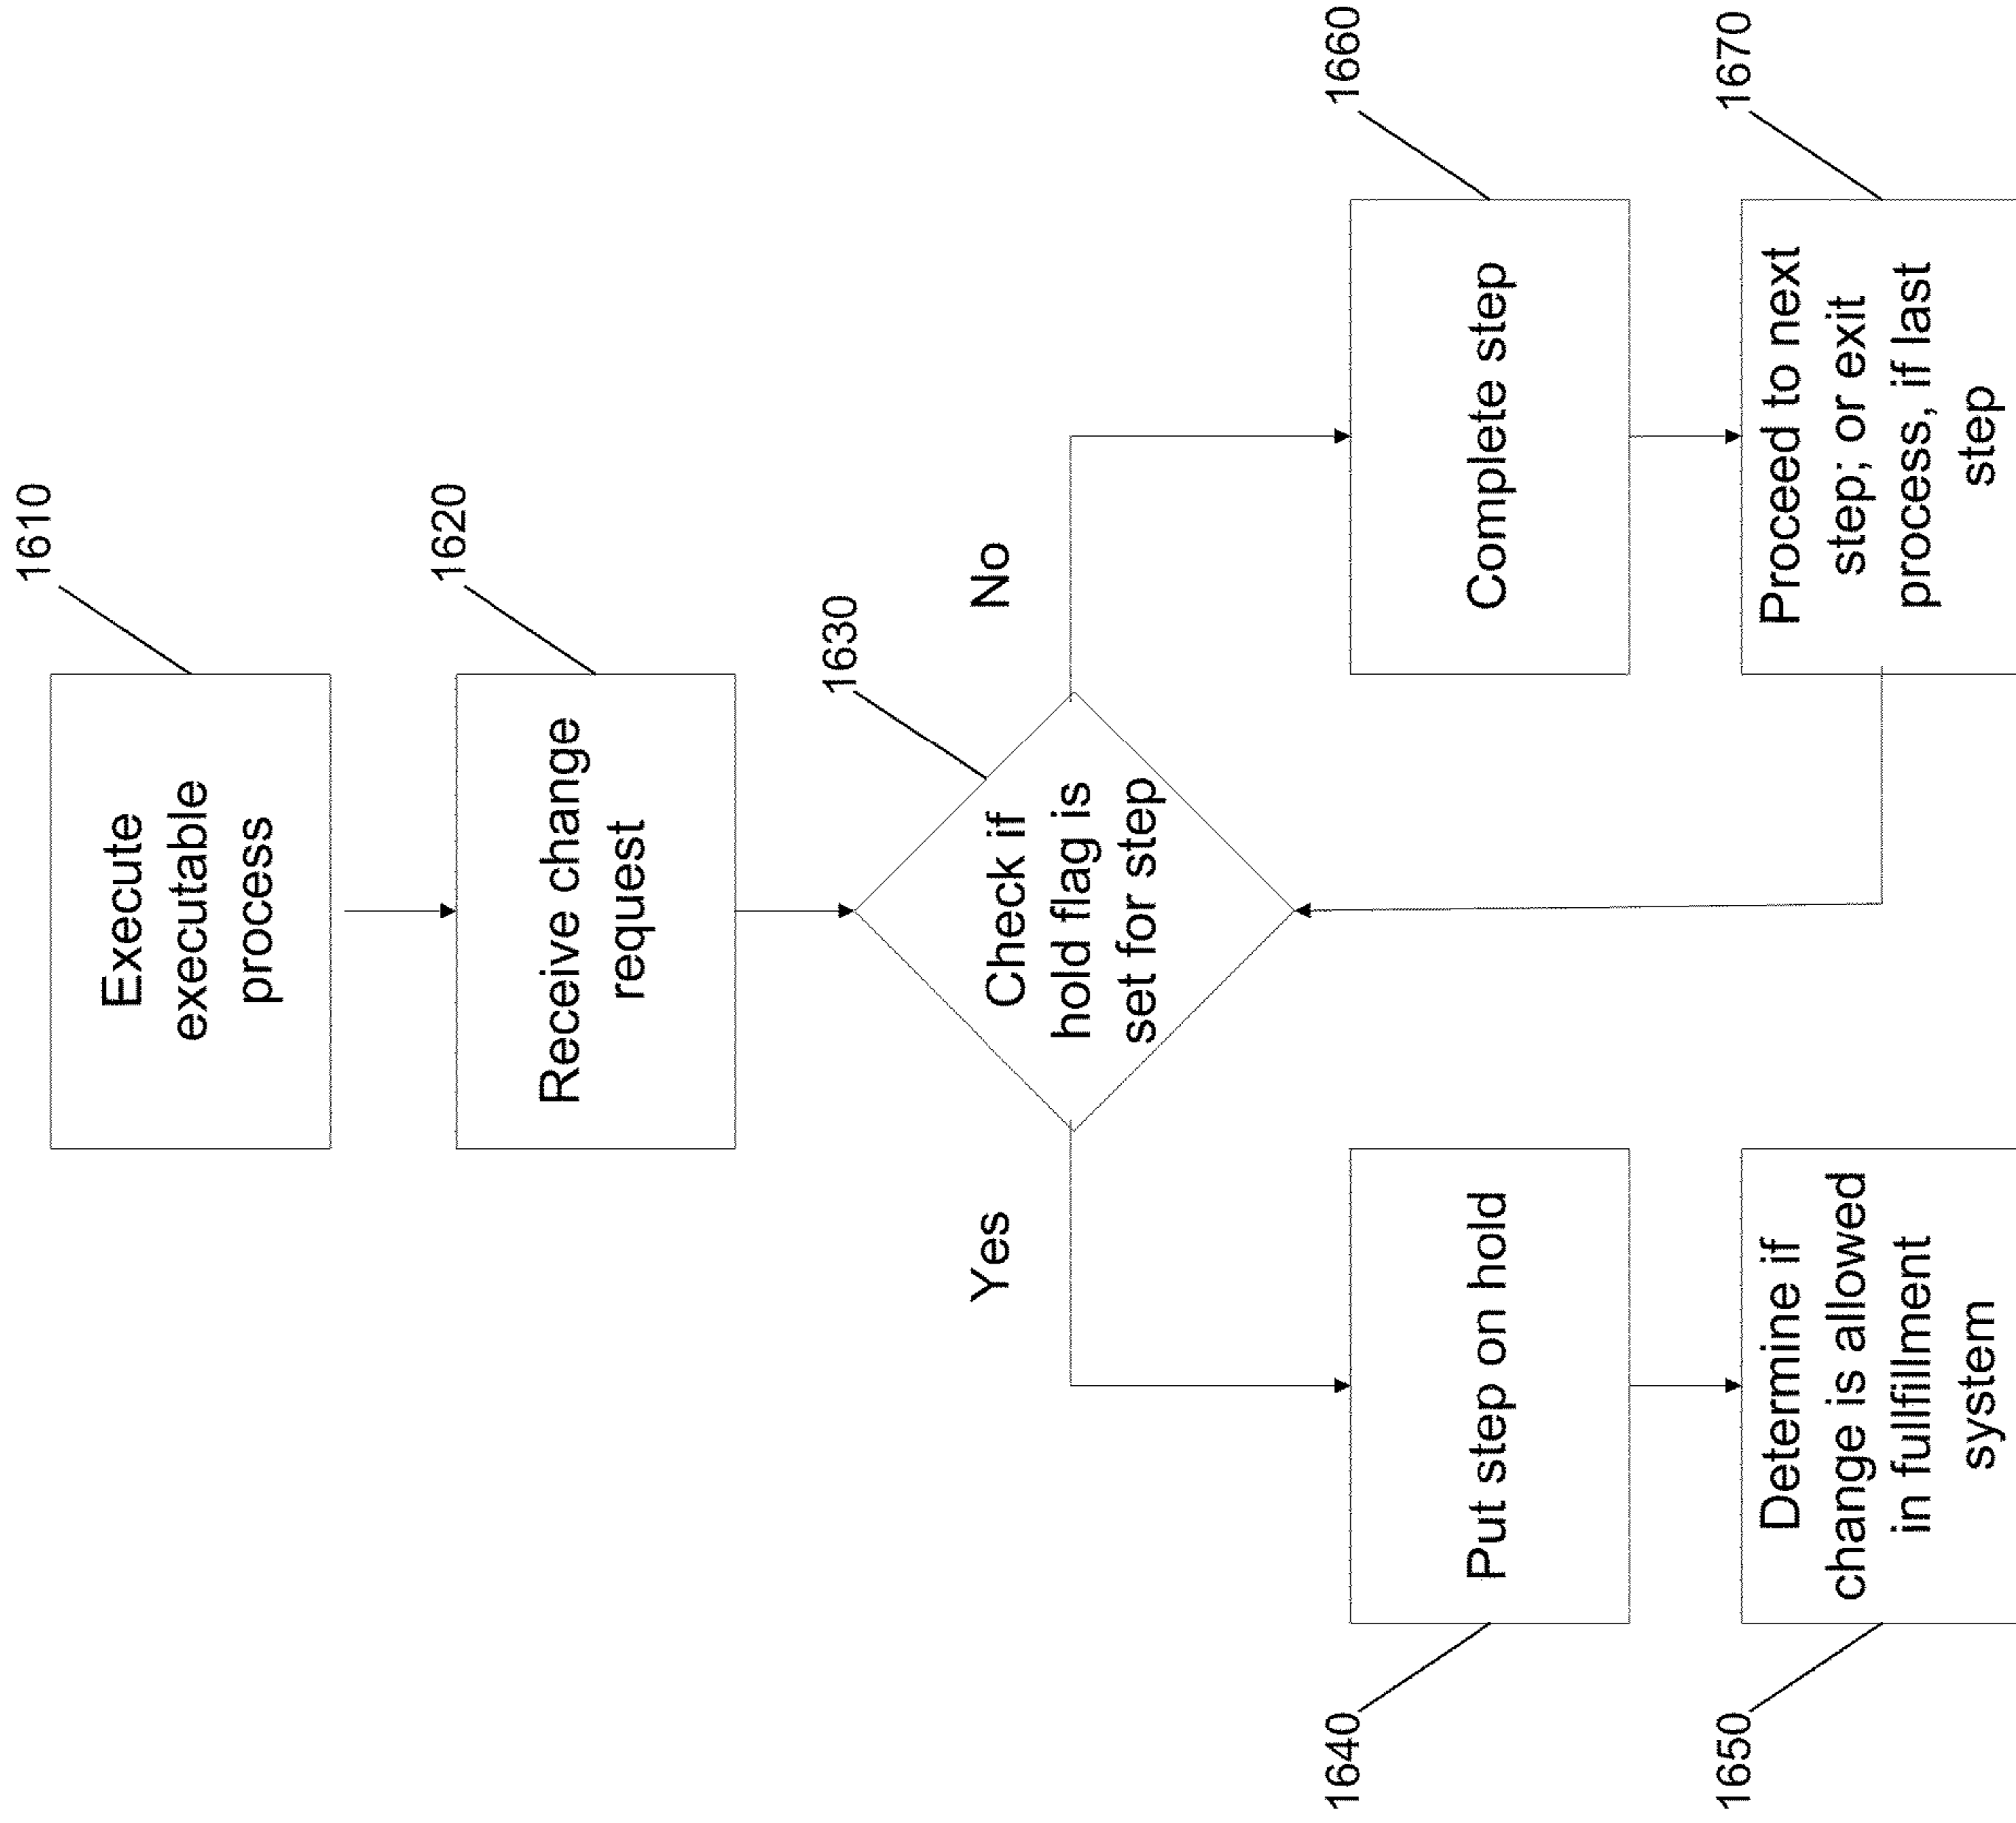 1610
Execute
executable
process
1620
Receive change
request
1630
Check if
hold flag is
set for step
Yes
No
1640
Put step on hold
1660
Complete step
1650
Determine if
change is allowed
in fullfillment
system
1670
Proceed to next
step; or exit
process, if last
step